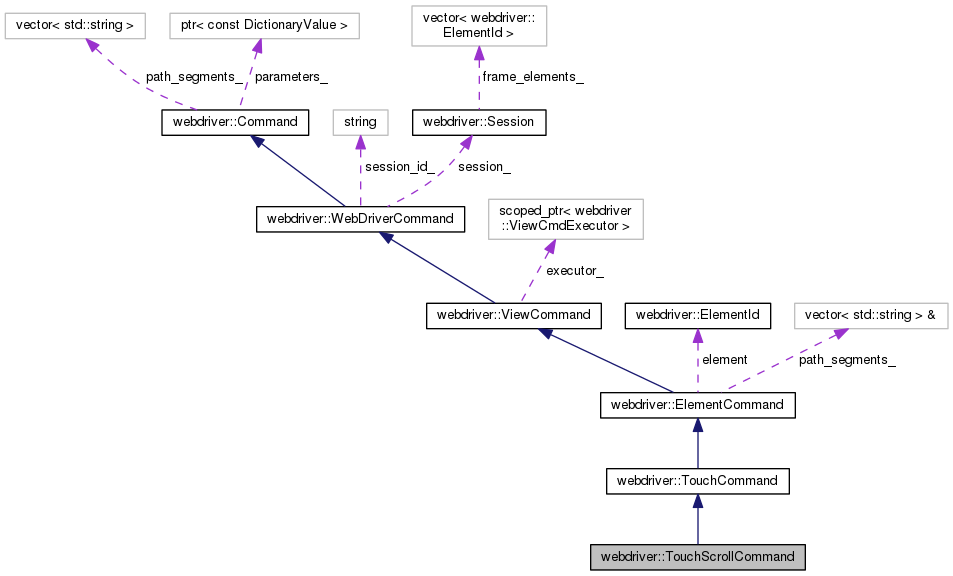 vector< std::string >
ptr< const DictionaryValue >
vector< webdriver::
ElementId >
path_segments_
parameters_
frame_elements_
webdriver::Command
string
webdriver::Session
session_id_
session_
webdriver::WebDriverCommand
scoped_ptr< webdriver
::ViewCmdExecutor >
executor_
webdriver::ViewCommand
webdriver::ElementId
vector< std::string > &
element
path_segments_
webdriver::ElementCommand
webdriver::TouchCommand
webdriver::TouchScrollCommand